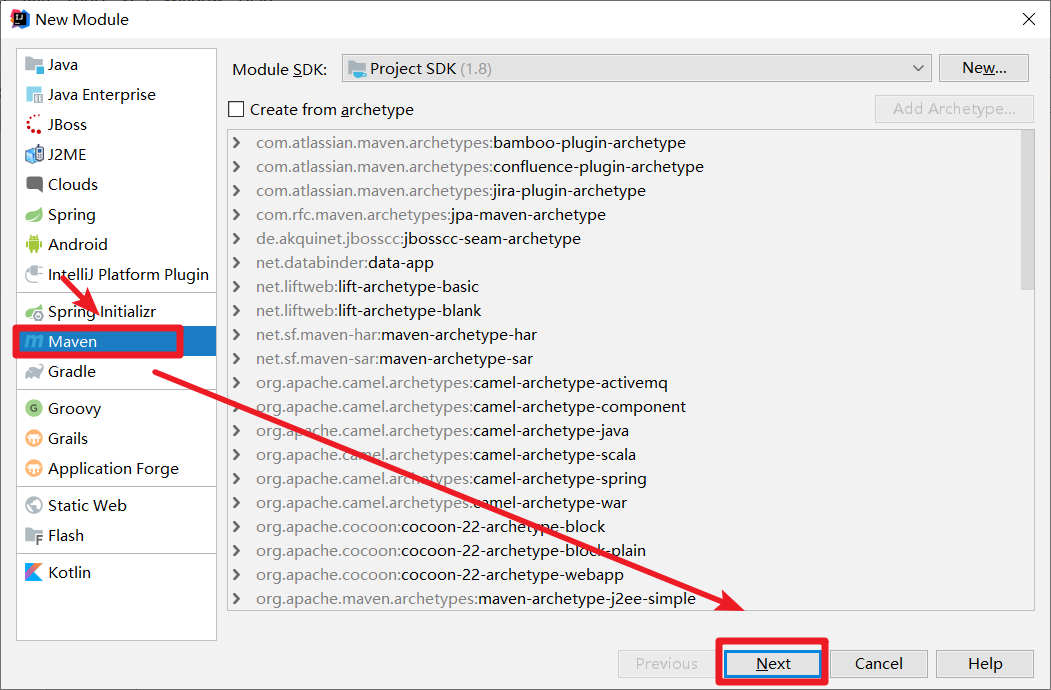 New Module
Java
Java Enterprise
JBoss
J2ME
Clouds
Spring
Android
IntelliJ Platform Plugin
Spring Initializr
Maven
Gradle
Groovy
Grails
Application Forge
Static Web
Flash
Kotlin
Module SDK: Project SDK (1.8) New...
Create from archetype Add Archetype...
com.atlassian.maven.archetypes:bamboo-plugin-archetype
com.atlassian.maven.archetypes:confluence-plugin-archetype
com.atlassian.maven.archetypes:jira-plugin-archetype
com.rfc.maven.archetypes:jpa-maven-archetype
de.akquinet.jbosscc:jbosscc-seam-archetype
net.databinder:data-app
net.liftweb:lift-archetype-basic
net.liftweb:lift-archetype-blank
net.sf.maven-har:maven-archetype-har
net.sf.maven-sar:maven-archetype-sar
org.apache.camel.archetypes:camel-archetype-activemq
org.apache.camel.archetypes:camel-archetype-component
org.apache.camel.archetypes:camel-archetype-java
org.apache.camel.archetypes:camel-archetype-scala
org.apache.camel.archetypes:camel-archetype-spring
org.apache.camel.archetypes:camel-archetype-war
org.apache.cocoon:cocoon-22-archetype-block
org.apache.cocoon:cocoon-22-archetype-block-plain
org.apache.cocoon:cocoon-22-archetype-webapp
org.apache.maven.archetypes:maven-archetype-j2ee-simple
Previous Next Cancel Help